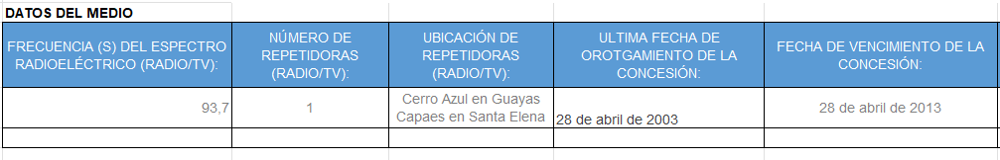 DATOS DEL MEDIO
FRECUENCIA (S) DEL ESPECTRO
RADIOELÉCTRICO (RADIO/TV):
NÚMERO DE
REPETIDORAS
(RADIO/TV):
UBICACIÓN DE
REPETIDORAS
(RADIO/TV):
ULTIMA FECHA DE
OROTGAMIENTO DE LA
CONCESIÓN:
FECHA DE VENCIMIENTO DE LA
CONCESIÓN:
93,7
1
Cerro Azul en Guayas
Capaes en Santa Elena
28 de abril de 2003
28 de abril de 2013